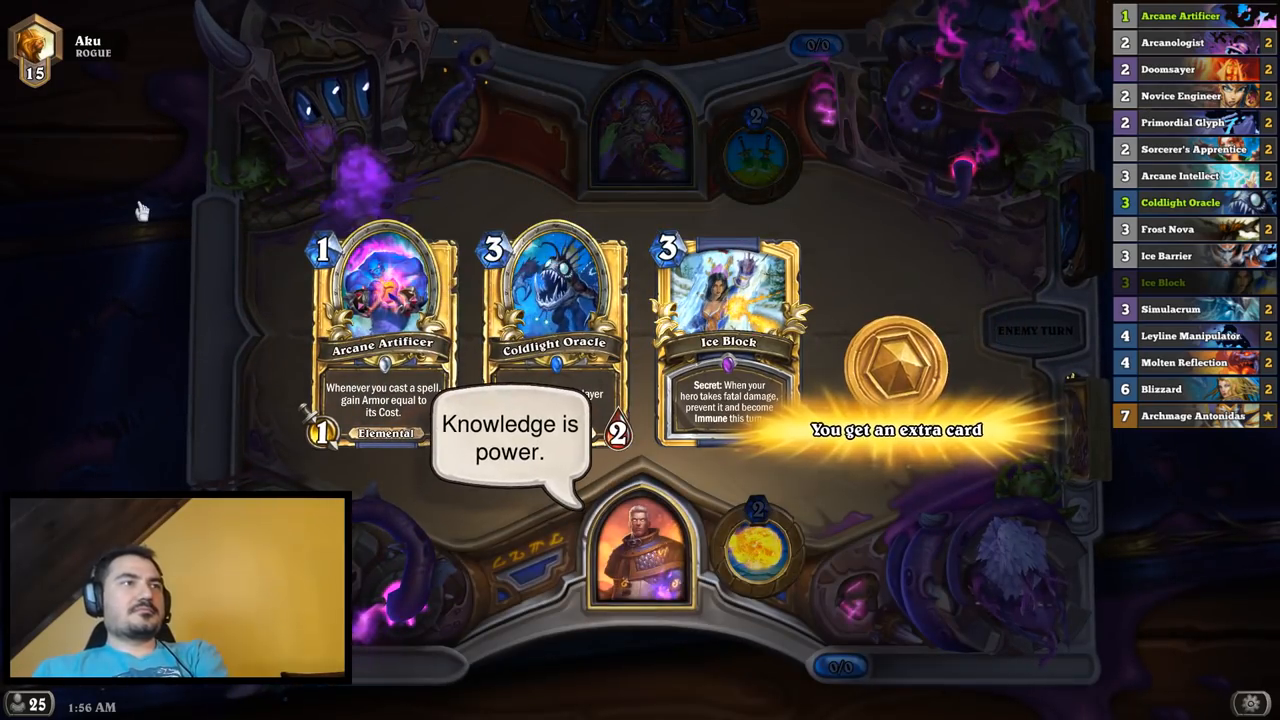 Aku
ROGUE
15
0/0
2
ENEMY TURN
1
Arcane Artificer
Whenever you cast a spell,
gain Armor equal to
its Cost.
1
Elemental
3
Coldlight Oracle
2
3
Ice Block
Secret: When your
hero takes fatal damage,
prevent it and become
Immune this
You get an extra card
Knowledge is
power.
2
0/0
25
1:56 AM
1 Arcane Artificer
2 Arcanologist 2
2 Doomsayer 2
2 Novice Engineer 2
2 Primordial Glyph 2
2 Sorcerer's Apprentice 2
3 Arcane Intellect 2
3 Coldlight Oracle
3 Frost Nova 2
3 Ice Barrier 2
3 Ice Block
3 Simulacrum 2
4 Leyline Manipulator 2
4 Molten Reflection 2
6 Blizzard 2
7 Archmage Antonidas